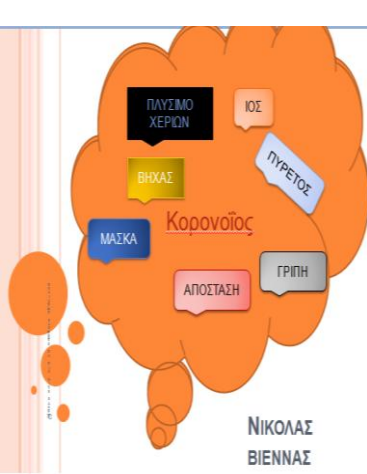 ΠΛΥΣΙΜΟ
ΧΕΡΙΩΝ
ΙΟΣ
ΠΥΡΕΤΟΣ
ΒΗΧΑΣ
Κορονοϊος
ΜΑΣΚΑ
ΓΡΙΠΗ
ΑΠΟΣΤΑΣΗ
ΝΙΚΟΛΑΣ
ΒΙΕΝΝΑΣ